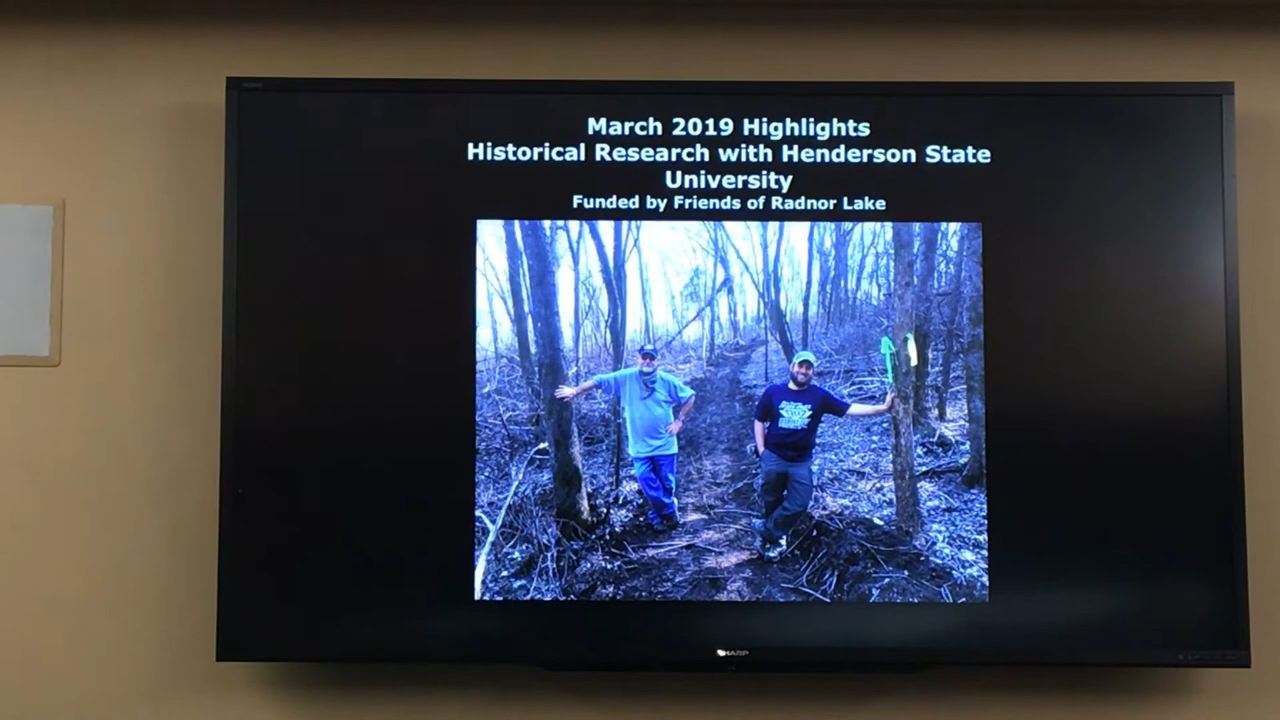 March 2019 Highlights
Historical Research with Henderson State
University
Funded by Friends of Radnor Lake
SHARP